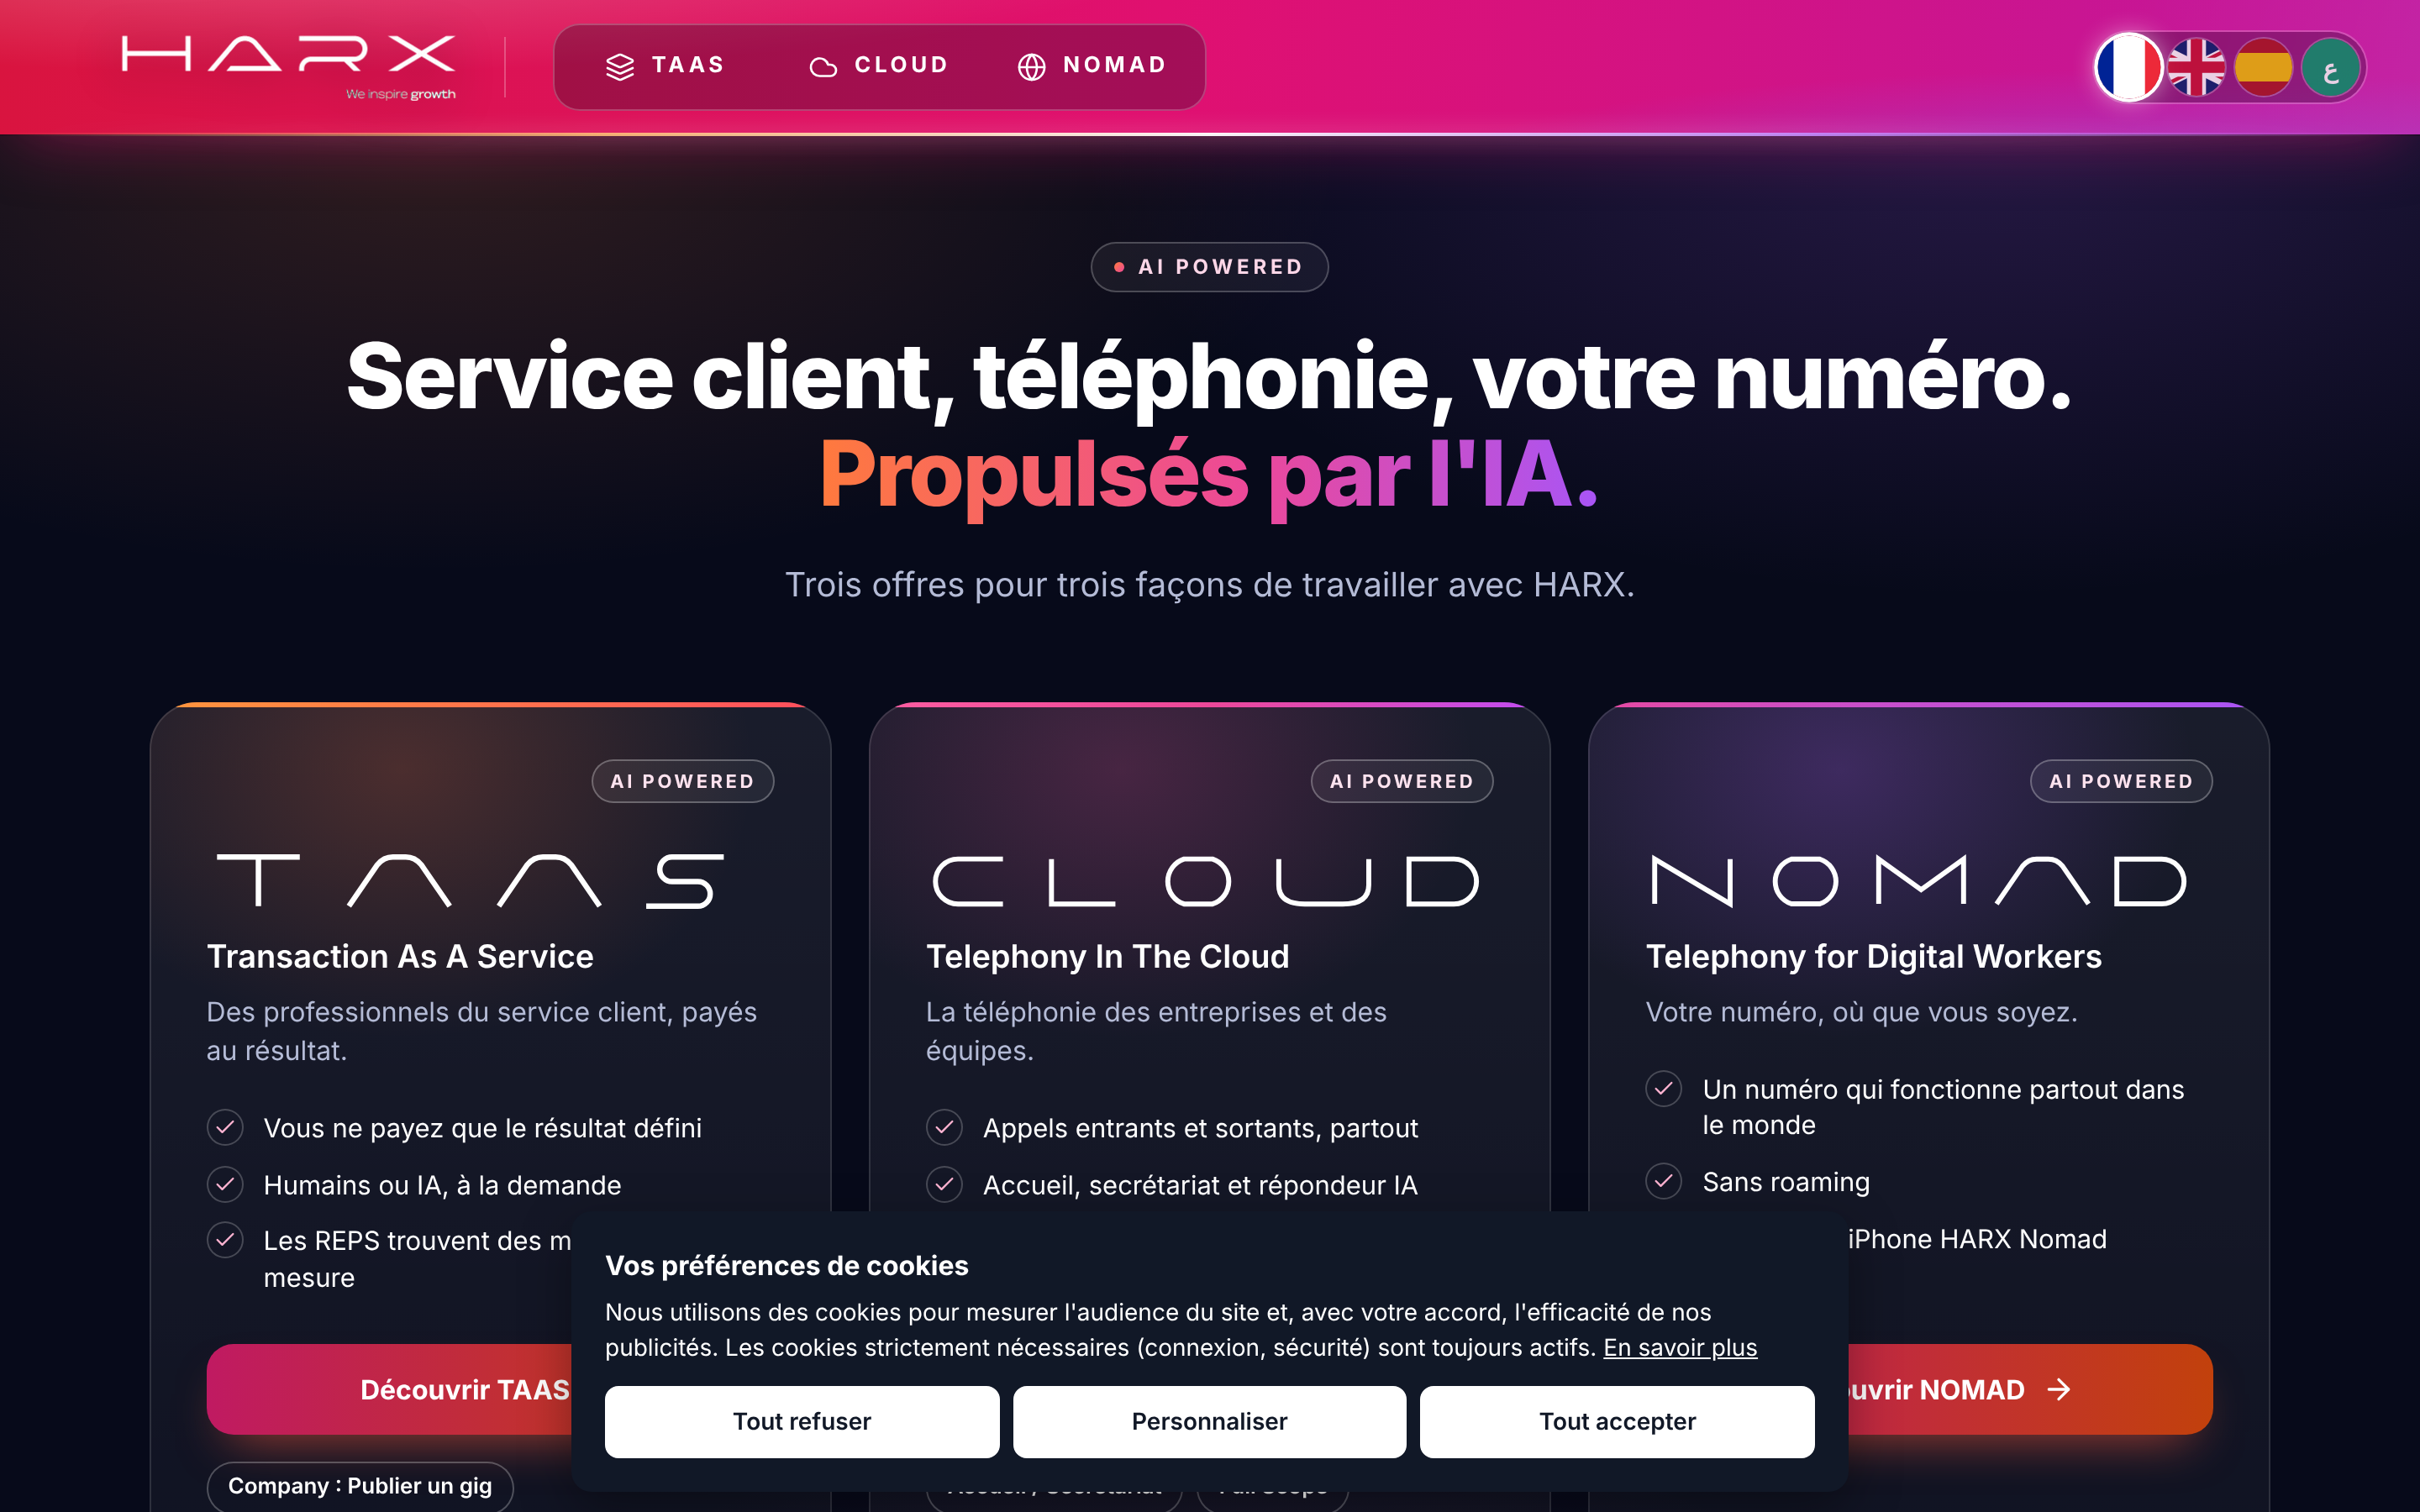 HARX
We inspire growth
TAAS
CLOUD
NOMAD
ع
AI POWERED
Service client, téléphonie, votre numéro.
Propulsés par l'IA.
Trois offres pour trois façons de travailler avec HARX.
AI POWERED
TAAS
Transaction As A Service
Des professionnels du service client, payés
au résultat.
Vous ne payez que le résultat défini
Humains ou IA, à la demande
Les REPS trouvent des
mesure
Découvrir TAAS
Company : Publier un gig
AI POWERED
CLOUD
Telephony In The Cloud
La téléphonie des entreprises et des
équipes.
Appels entrants et sortants, partout
Accueil, secrétariat et répondeur IA
AI POWERED
NOMAD
Telephony for Digital Workers
Votre numéro, où que vous soyez.
Un numéro qui fonctionne partout dans
le monde
Sans roaming
iPhone HARX Nomad
NOMAD
Vos préférences de cookies
Nous utilisons des cookies pour mesurer l'audience du site et, avec votre accord, l'efficacité de nos
publicités. Les cookies strictement nécessaires (connexion, sécurité) sont toujours actifs. En savoir plus
Tout refuser
Personnaliser
Tout accepter